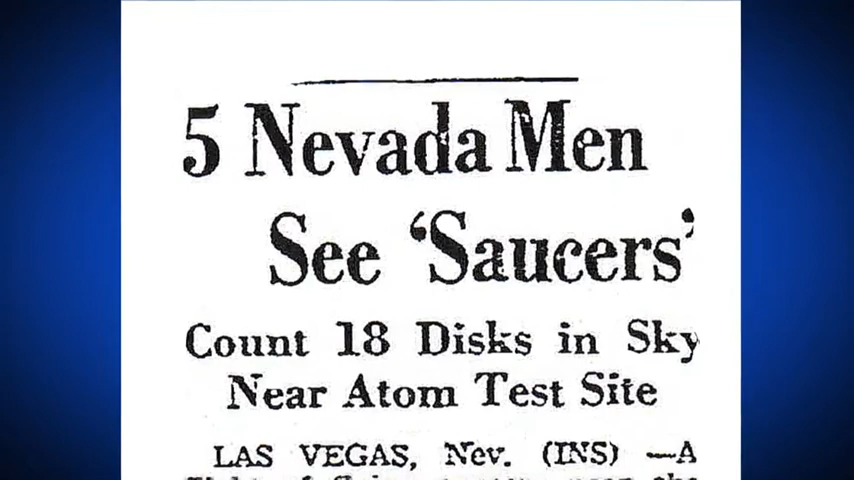 5 Nevada Men
See ‘Saucers’
Count 18 Disks in Sky
Near Atom Test Site
LAS VEGAS, Nev. (INS) —A